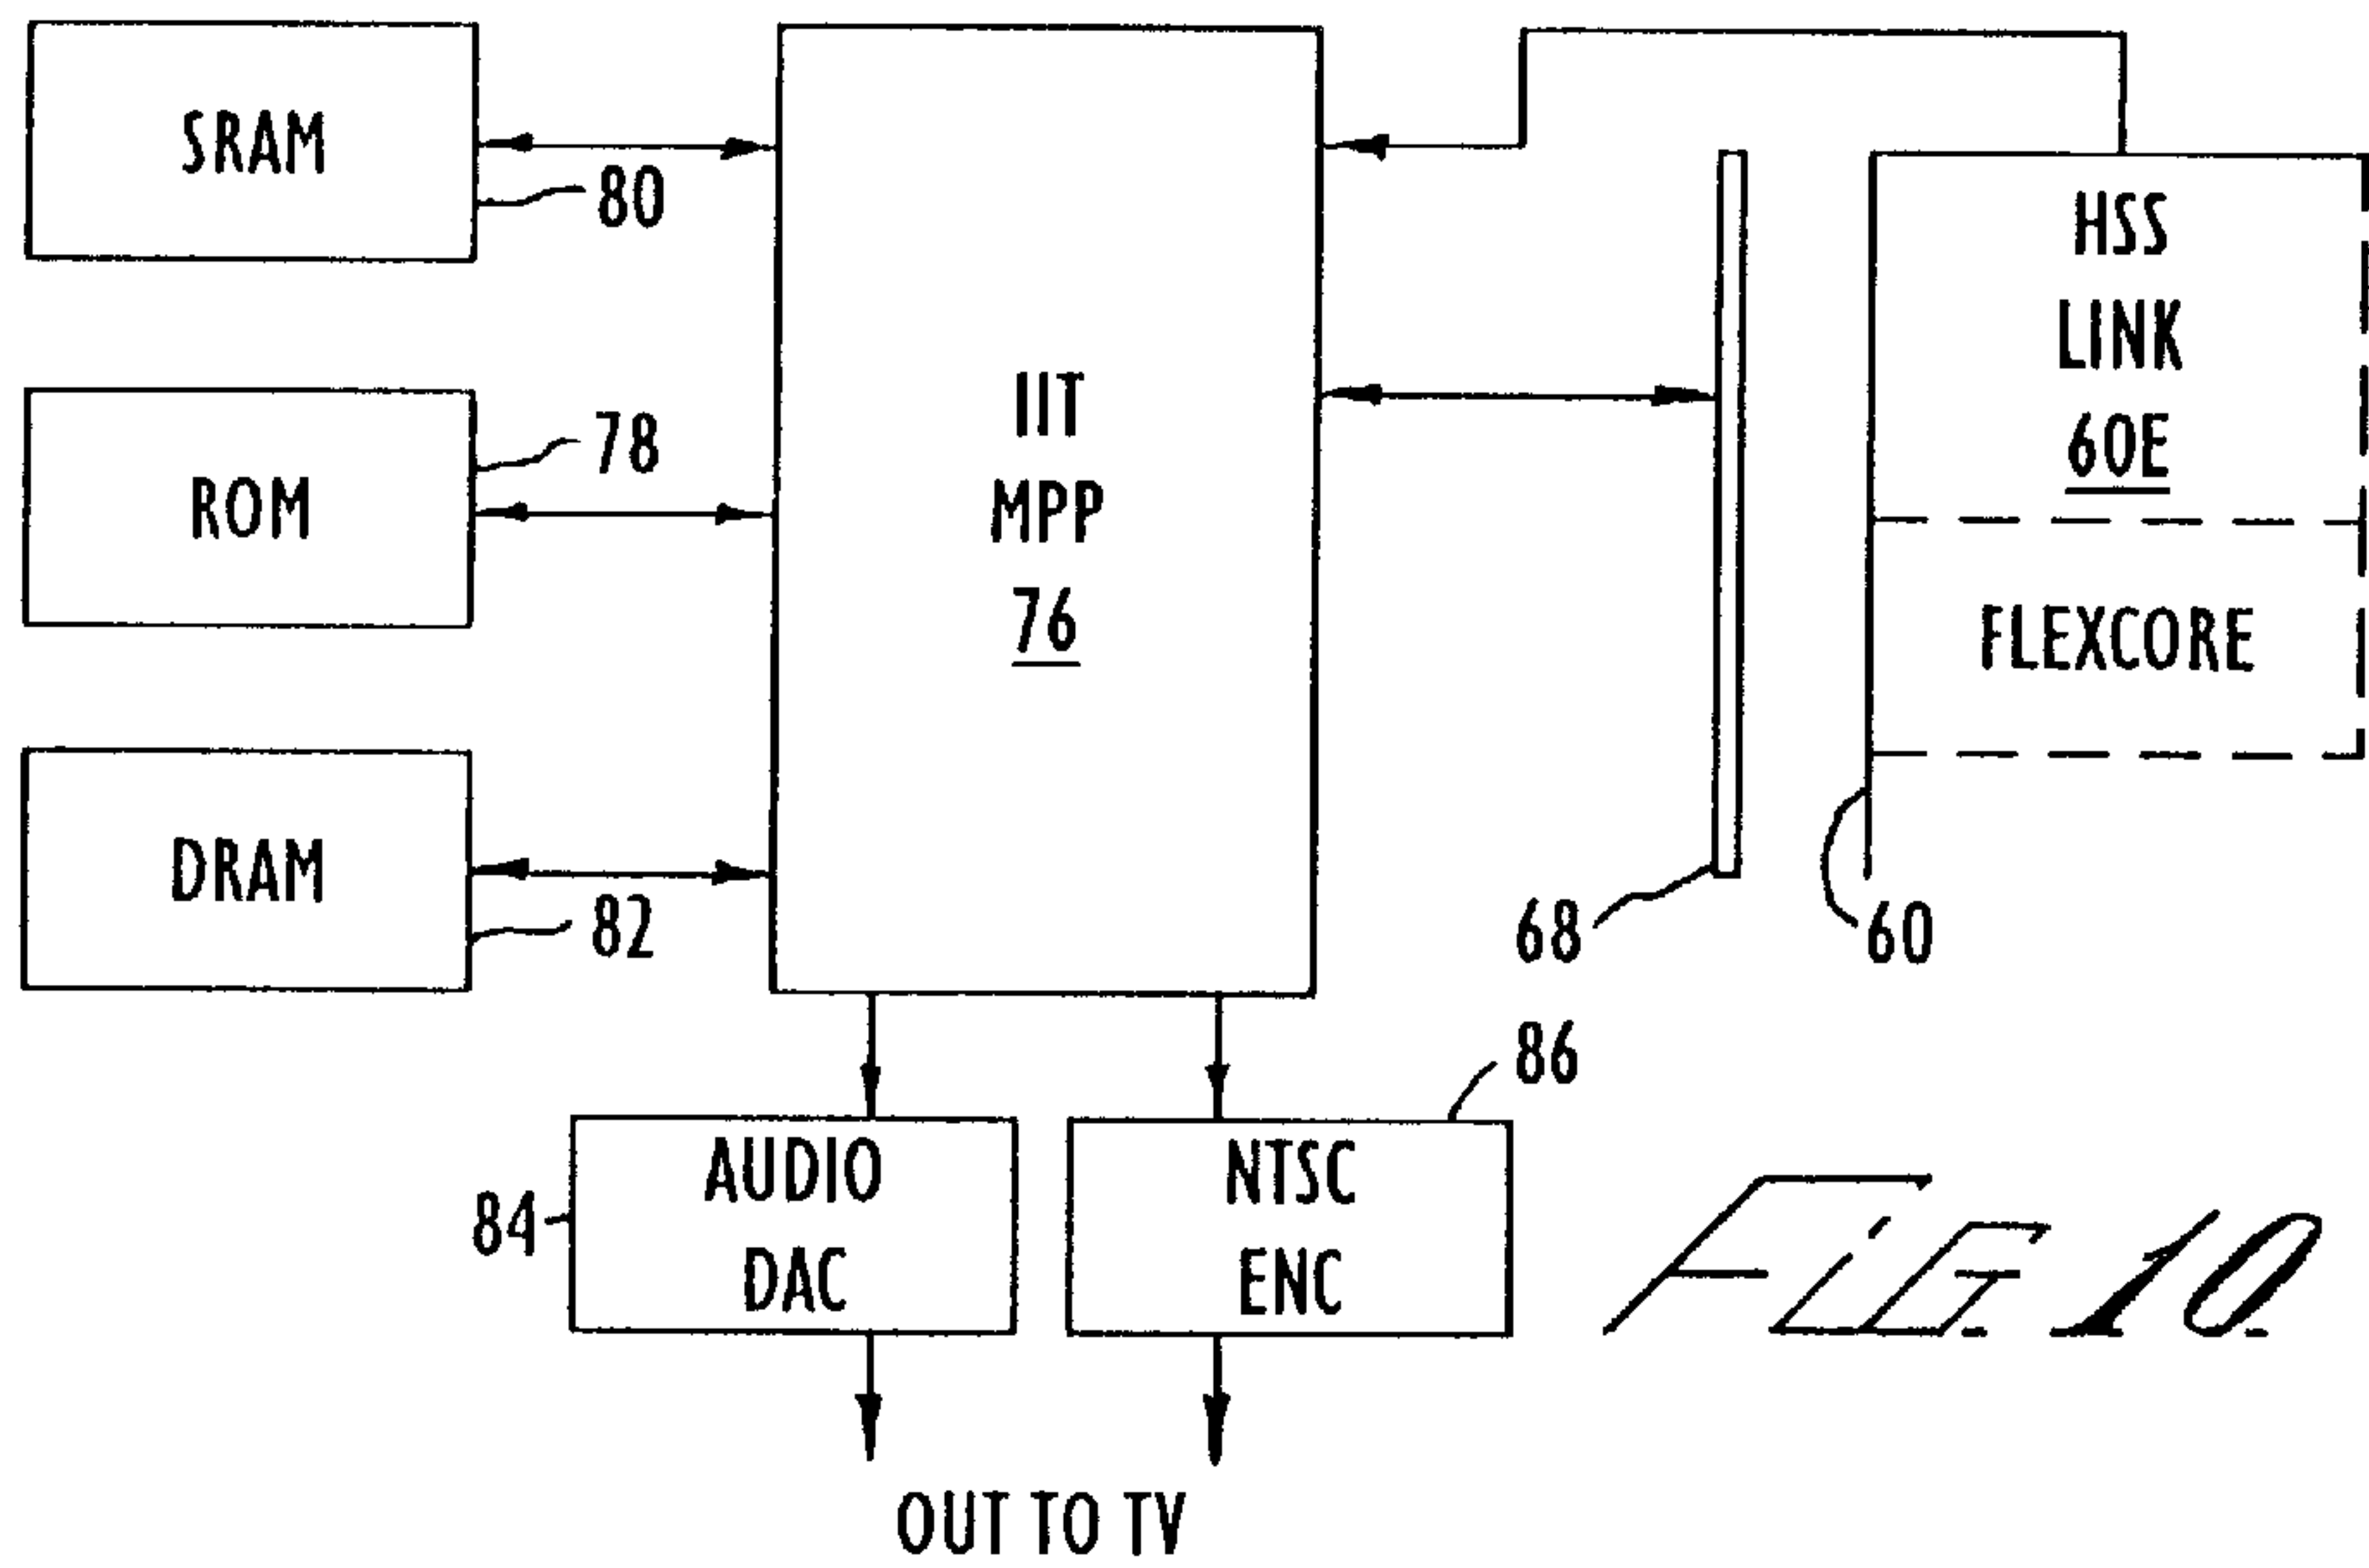 SRAM
80
HSS
LINK
60E
IIT
MPP
76
78
ROM
FLEXCORE
DRAM
82
68
60
86
AUDIO
DAC
84
NTSC
ENC
FIG. 10.
OUT TO TV